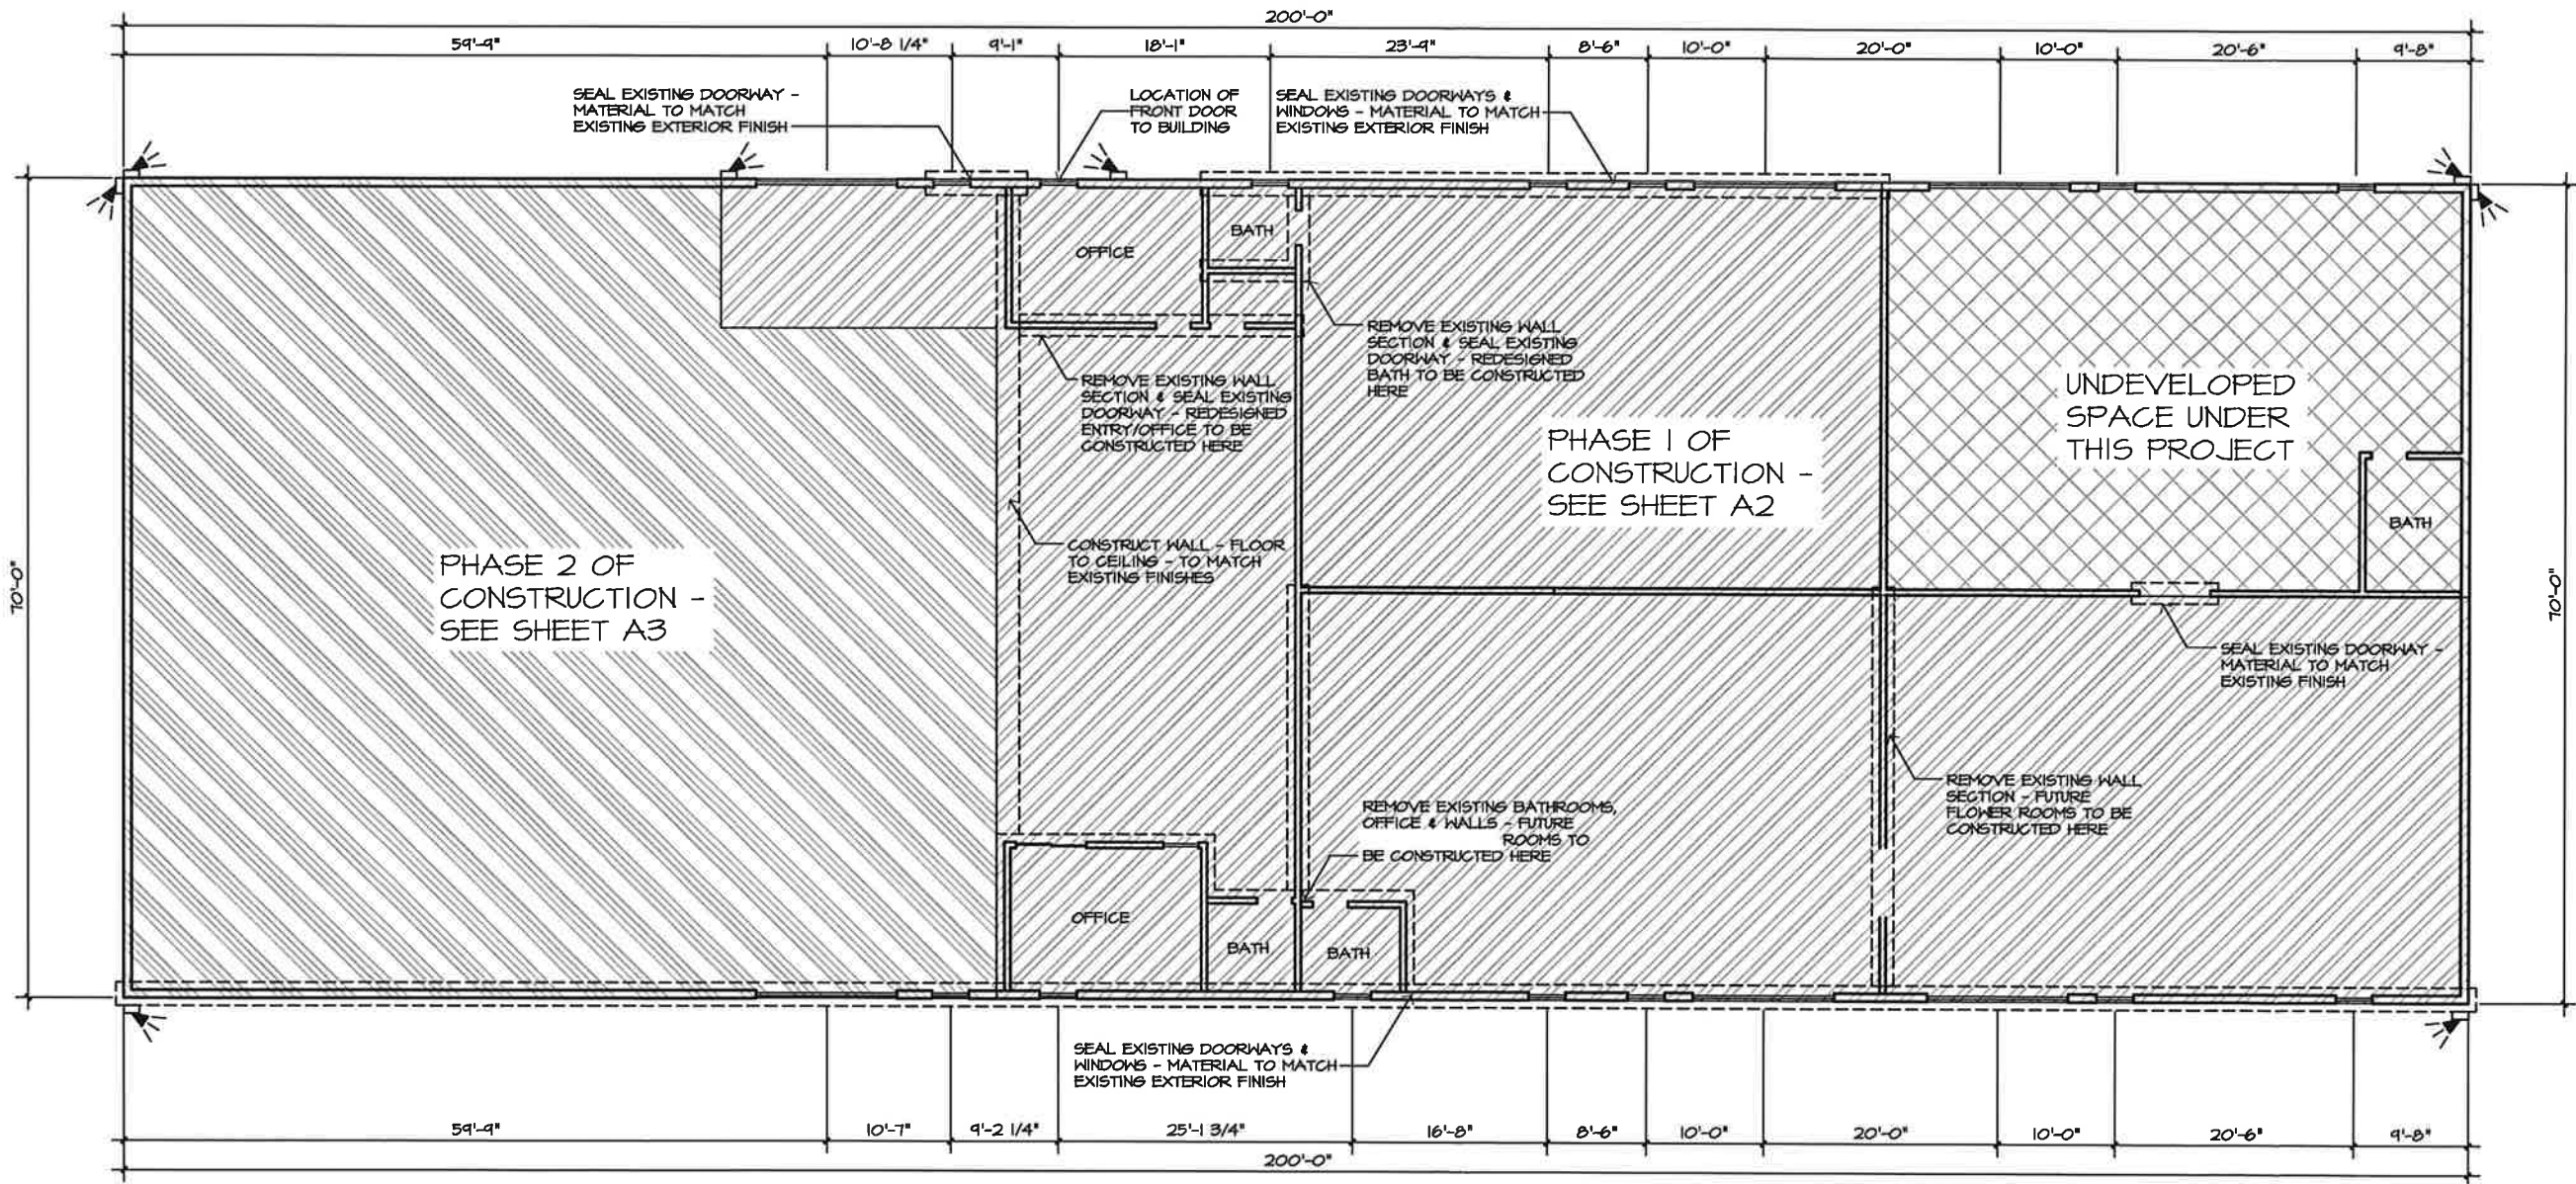 200'-0"
59'-9"
10'-8 1/4"
9'-1"
18'-1"
23'-9"
8'-6"
10'-0"
20'-0"
10'-0"
20'-6"
9'-8"
SEAL EXISTING DOORWAY -
MATERIAL TO MATCH
EXISTING EXTERIOR FINISH
LOCATION OF
FRONT DOOR
TO BUILDING
SEAL EXISTING DOORWAYS &
WINDOWS - MATERIAL TO MATCH
EXISTING EXTERIOR FINISH
OFFICE
BATH
REMOVE EXISTING WALL
SECTION & SEAL EXISTING
DOORWAY - REDESIGNED
BATH TO BE CONSTRUCTED
HERE
REMOVE EXISTING WALL
SECTION & SEAL EXISTING
DOORWAY - REDESIGNED
ENTRY/OFFICE TO BE
CONSTRUCTED HERE
PHASE 1 OF
CONSTRUCTION -
SEE SHEET A2
UNDEVELOPED
SPACE UNDER
THIS PROJECT
BATH
70'-0"
PHASE 2 OF
CONSTRUCTION -
SEE SHEET A3
CONSTRUCT WALL - FLOOR
TO CEILING - TO MATCH
EXISTING FINISHES
70'-0"
SEAL EXISTING DOORWAY -
MATERIAL TO MATCH
EXISTING FINISH
REMOVE EXISTING WALL
SECTION - FUTURE
FLOWER ROOMS TO BE
CONSTRUCTED HERE
REMOVE EXISTING BATHROOMS,
OFFICE & WALLS - FUTURE
ROOMS TO
BE CONSTRUCTED HERE
OFFICE
BATH
BATH
SEAL EXISTING DOORWAYS &
WINDOWS - MATERIAL TO MATCH
EXISTING EXTERIOR FINISH
59'-9"
10'-7"
9'-2 1/4"
25'-1 3/4"
16'-8"
8'-6"
10'-0"
20'-0"
10'-0"
20'-6"
9'-8"
200'-0"